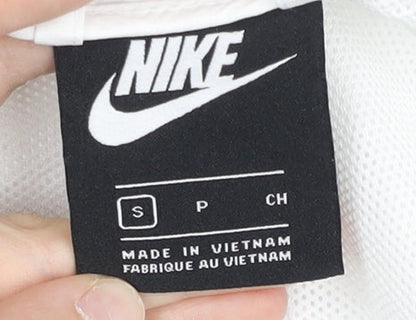 NIKE
S P CH
MADE IN VIETNAM
FABRIQUE AU VIETNAM